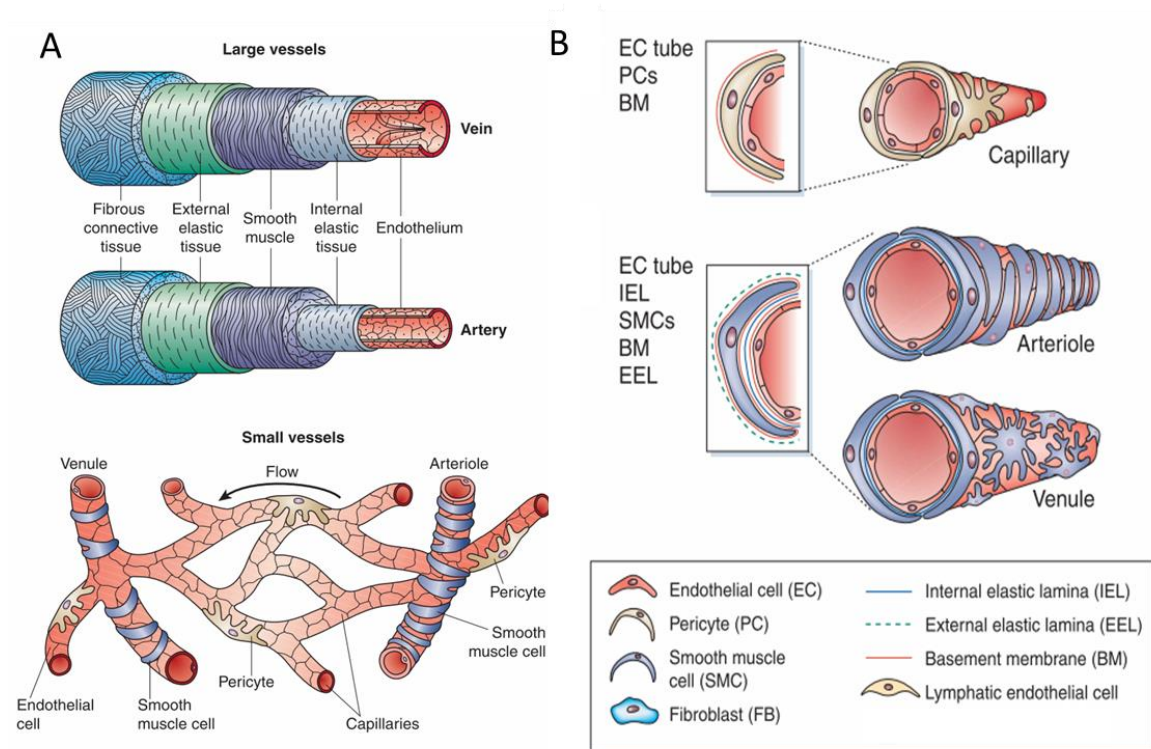 A
Large vessels
Vein
Fibrous
connective
tissue
External
elastic
tissue
Smooth
muscle
Internal
elastic
tissue
Endothelium
Artery
Small vessels
Venule
Flow
Arteriole
Pericyte
Smooth
muscle cell
Endothelial
cell
Smooth
muscle cell
Pericyte
Capillaries
B
EC tube
PCs
BM
Capillary
EC tube
IEL
SMCs
BM
EEL
Arteriole
Venule
Endothelial cell (EC)
Pericyte (PC)
Smooth muscle
cell (SMC)
Fibroblast (FB)
Internal elastic lamina (IEL)
External elastic lamina (EEL)
Basement membrane (BM)
Lymphatic endothelial cell